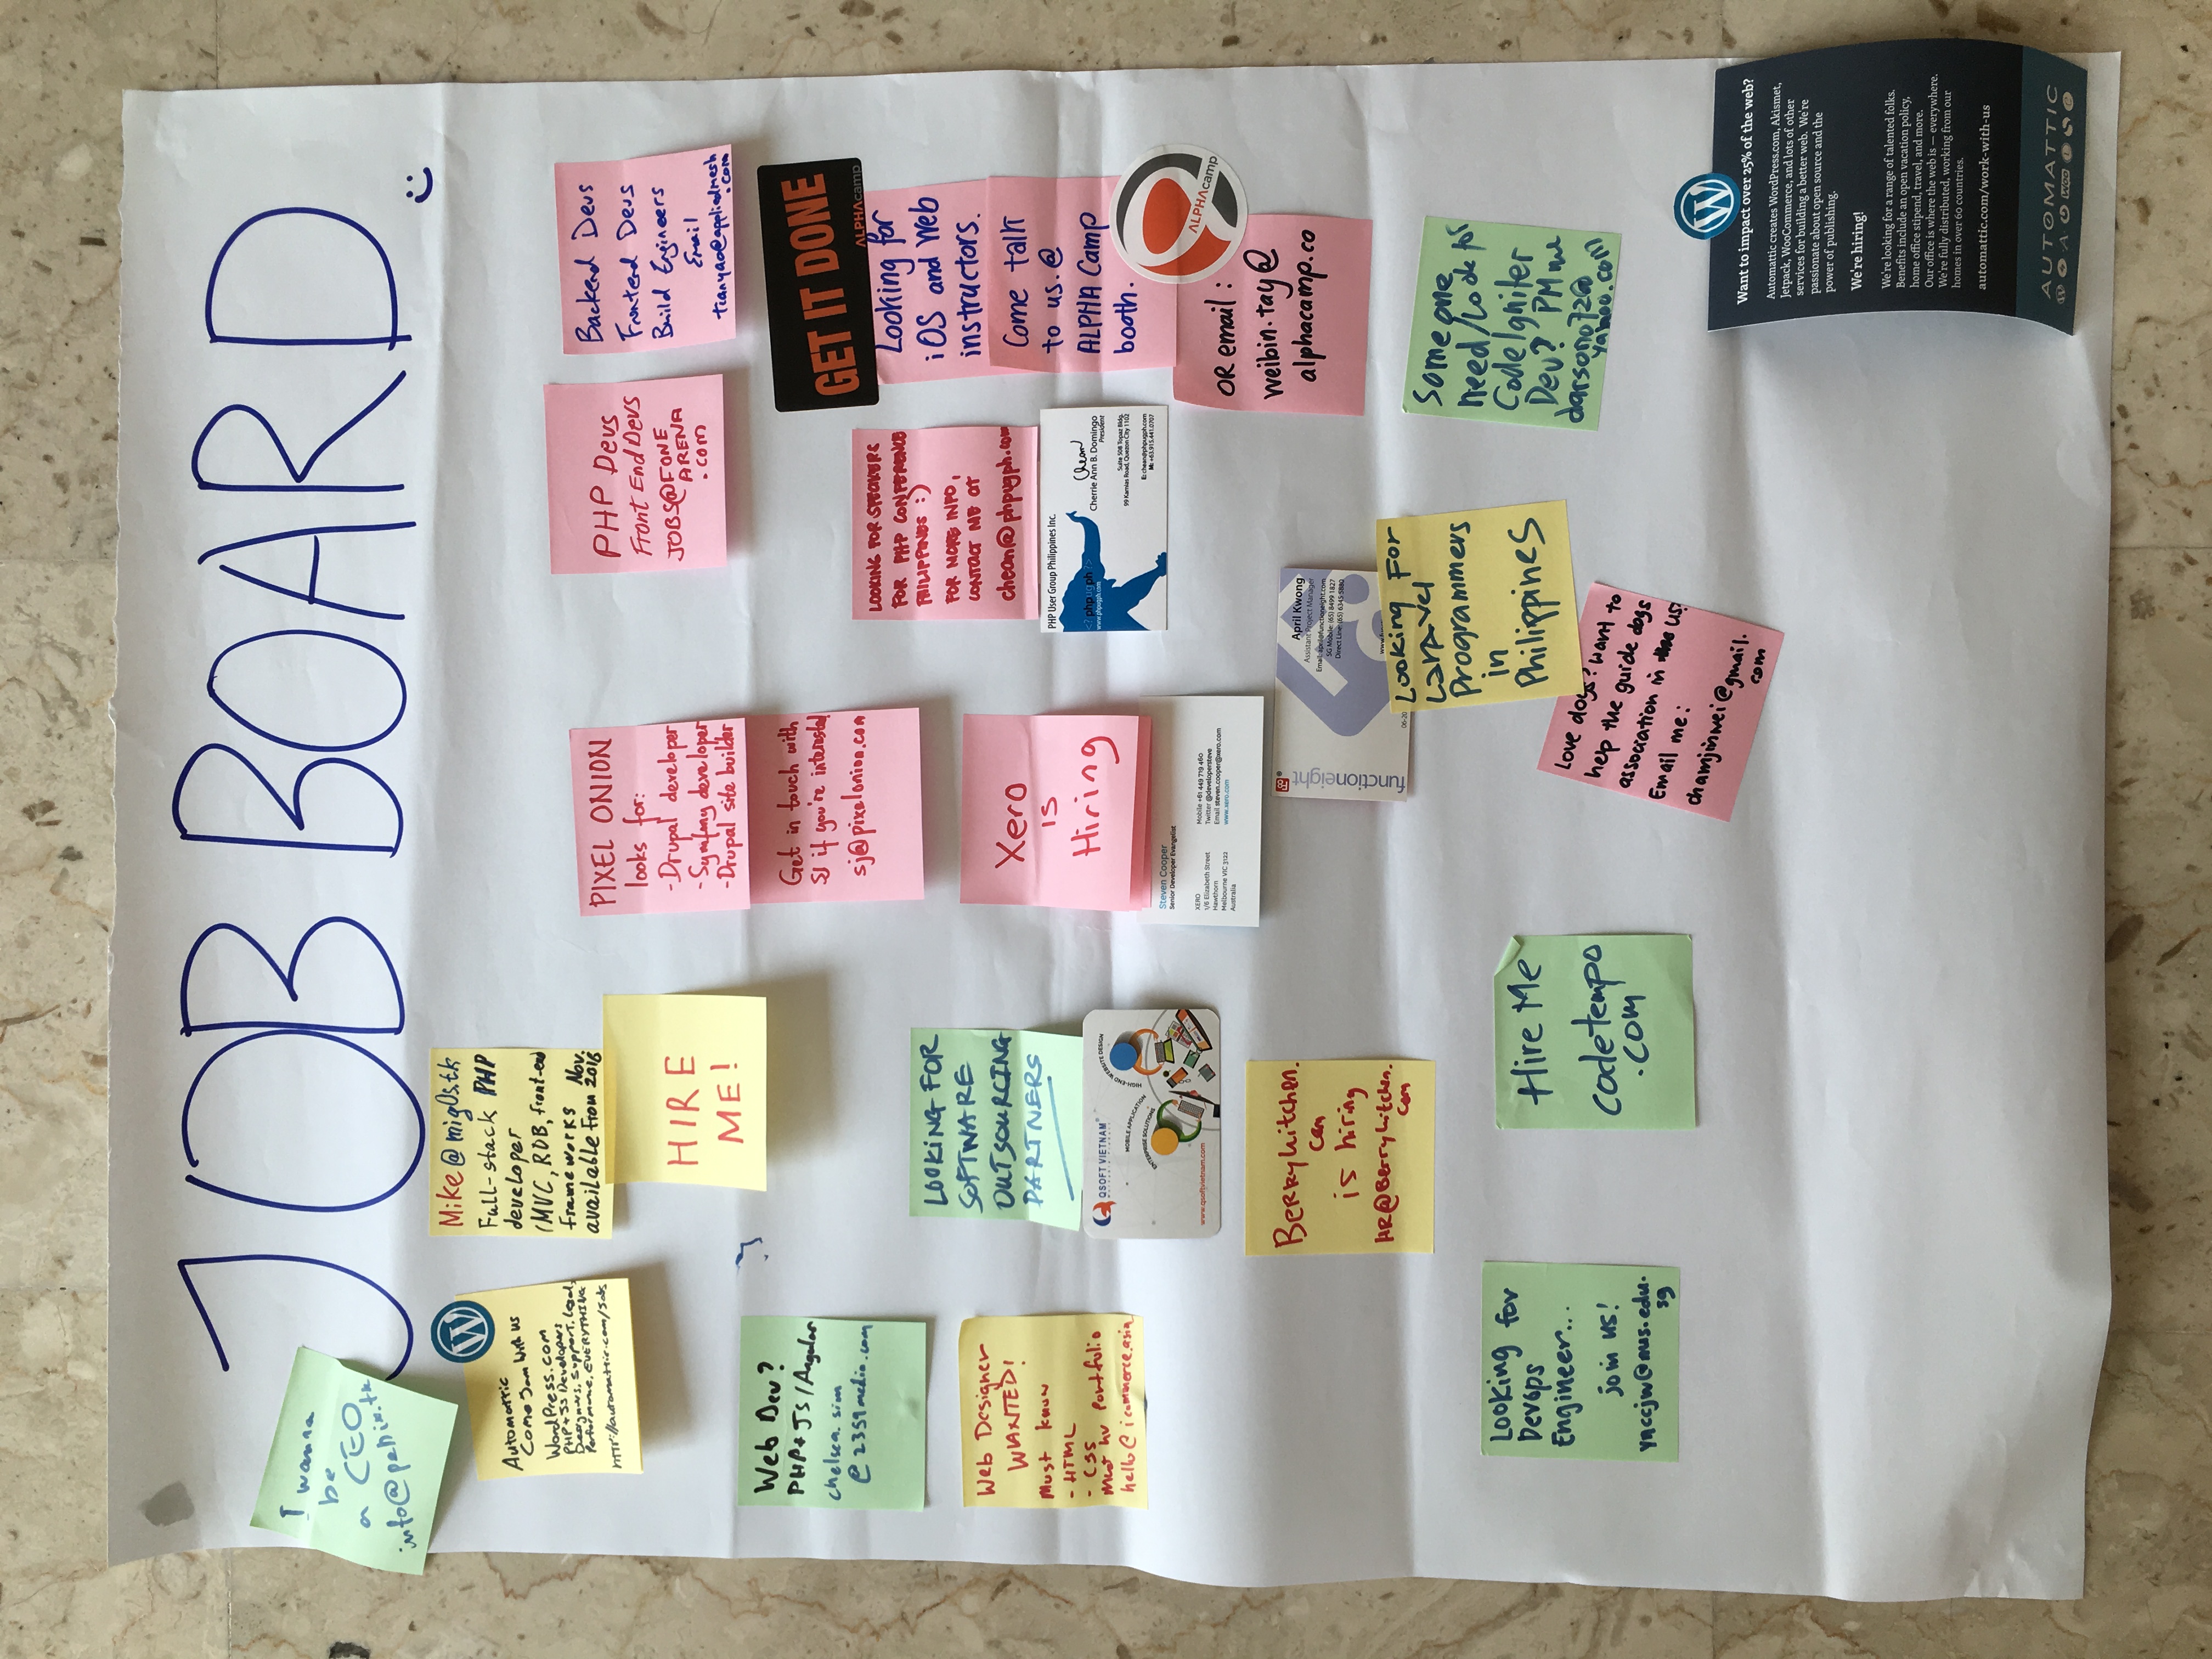 JOB BOARD
I wanna
be
a CEO
Automattic
Come Jam With us
WordPress.com
PHP + JS Developers
Designers, Support, Legal,
Performance, EVERYTHING
http://automattic.com/jobs
Mike@mig0s.tk
Full-stack PHP
developer
(MVC, RDB, front-end
frameworks
available from Nov. 2016
HIRE
ME!
PIXEL ONION
looks for:
- Drupal developer
- Symfony developer
- Drupal site builder
Get in touch with
SJ if you're interested
sj@pixelonion.com
PHP Devs
Front End Devs
JOBS@FONE
ARENA
.com
Backend Devs
Frontend Devs
Build Engineers
Email
tianyao@appliedmesh
.com
Web Dev?
PHP + JS / Angular
chelsea.sim
@2359media.com
GET IT DONE
ALPHAcamp
Looking for
iOS and Web
instructors.
Come talk
to us @
ALPHA Camp
booth.
ALPHAcamp
OR email:
weibin.tay@
alphacamp.co
LOOKING FOR SPEAKERS
FOR PHP CONFERENCE
PHILIPPINES :)
FOR MORE INFO,
CONTACT ME AT
chean@phpugph.com
PHP User Group Philippines Inc.
<? phpugph ?>
www.phpugph.com
Chean
Cherrie Ann B. Domingo
President
Suite 508 Topaz Bldg.
99 Kamias Road, Quezon City 1102
E: chean@phpugph.com
M: +63.915.441.0707
LOOKING FOR
SOFTWARE
OUTSOURCING
PARTNERS
QSOFT VIETNAM
ENTERPRISE SOLUTIONS
MOBILE APPLICATION
HIGH-END WEBSITE DESIGN
www.qsoftvietnam.com
Web Designer
WANTED!
Must know
- HTML
- CSS
Must hv portfolio
hello@icommerce.asia
Xero
is
Hiring
Steven Cooper
Senior Developer Evangelist
XERO
1/6 Elizabeth Street
Hawthorn
Melbourne VIC 3122
Australia
Mobile +61 449 719 460
Twitter @developersteve
Email steven.cooper@xero.com
www.xero.com
Berrykitchen.
com
is hiring
HR@Berrykitchen.
com
functioneight
F8
April Kwong
Assistant Project Manager
Email: april@functioneight.com
SG Mobile: (65) 8499 1827
Direct Line: (65) 6345 5880
Looking For
Laravel
Programmers
in
Philippines
Someone
need/look for
CodeIgniter
Dev? PM me
darsono72@
yahoo.com
Looking for
Devops
Engineer...
join us!
ynccjw@nus.edu.
sg
Hire Me
codetempo
.com
Love dogs? Want to
help the guide dogs
association in the US?
Email me:
chamjinwei@gmail.
com
Want to impact over 25% of the web?
Automattic creates WordPress.com, Akismet,
Jetpack, WooCommerce, and lots of other
services for building a better web. We're
passionate about open source and the
power of publishing.
We're hiring!
We're looking for a range of talented folks.
Benefits include an open vacation policy,
home office stipend, travel, and more.
Our office is where the web is — everywhere.
We're fully distributed, working from our
homes in over 60 countries.
automattic.com/work-with-us
AUTOMATTIC
WOO